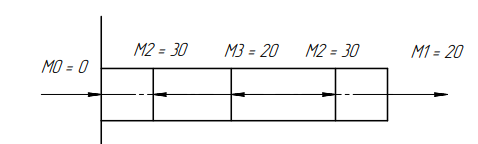 M0 = 0
M2 = 30
M3 = 20
M2 = 30
M1 = 20